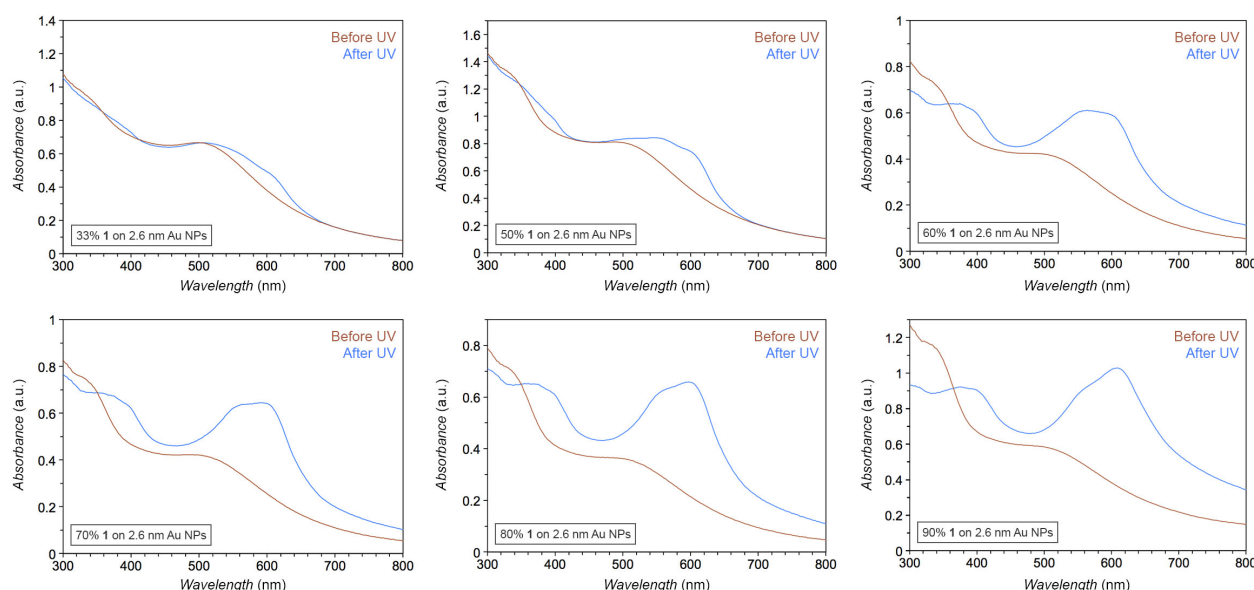 1.4
1.2
1
0.8
0.6
0.4
0.2
0
Absorbance (a.u.)
Before UV
After UV
33% 1 on 2.6 nm Au NPs
300 400 500 600 700 800
Wavelength (nm)
1.6
1.4
1.2
1.0
0.8
0.6
0.4
0.2
0
Absorbance (a.u.)
Before UV
After UV
50% 1 on 2.6 nm Au NPs
300 400 500 600 700 800
Wavelength (nm)
1
0.8
0.6
0.4
0.2
0
Absorbance (a.u.)
Before UV
After UV
60% 1 on 2.6 nm Au NPs
300 400 500 600 700 800
Wavelength (nm)
1
0.8
0.6
0.4
0.2
0
Absorbance (a.u.)
Before UV
After UV
70% 1 on 2.6 nm Au NPs
300 400 500 600 700 800
Wavelength (nm)
0.8
0.6
0.4
0.2
0
Absorbance (a.u.)
Before UV
After UV
80% 1 on 2.6 nm Au NPs
300 400 500 600 700 800
Wavelength (nm)
1.2
1
0.8
0.6
0.4
0.2
0
Absorbance (a.u.)
Before UV
After UV
90% 1 on 2.6 nm Au NPs
300 400 500 600 700 800
Wavelength (nm)